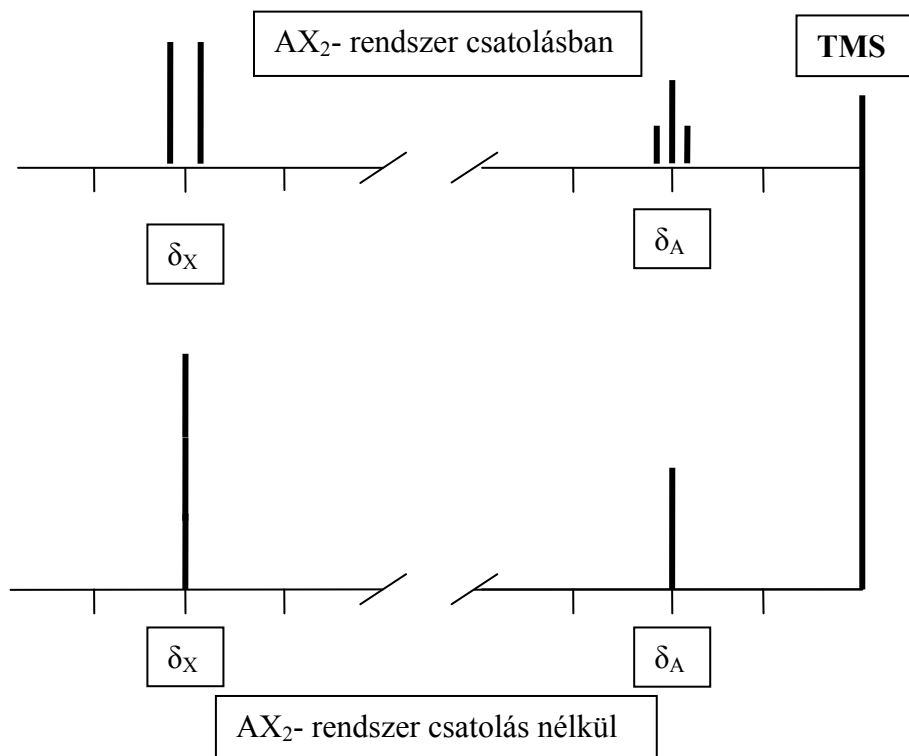 AX₂- rendszer csatolásban
TMS
δX
δA
δX
δA
AX₂- rendszer csatolás nélkül